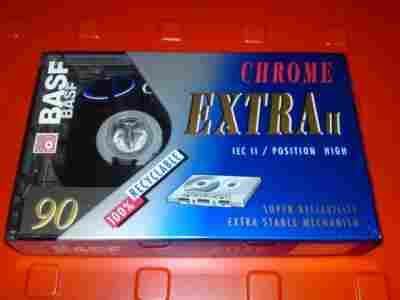 BASF
BASF
CHROME
EXTRA II
IEC II / POSITION HIGH
100% RECYCLABLE
90
SUPER RELIABILITY
EXTRA STABLE MECHANISM